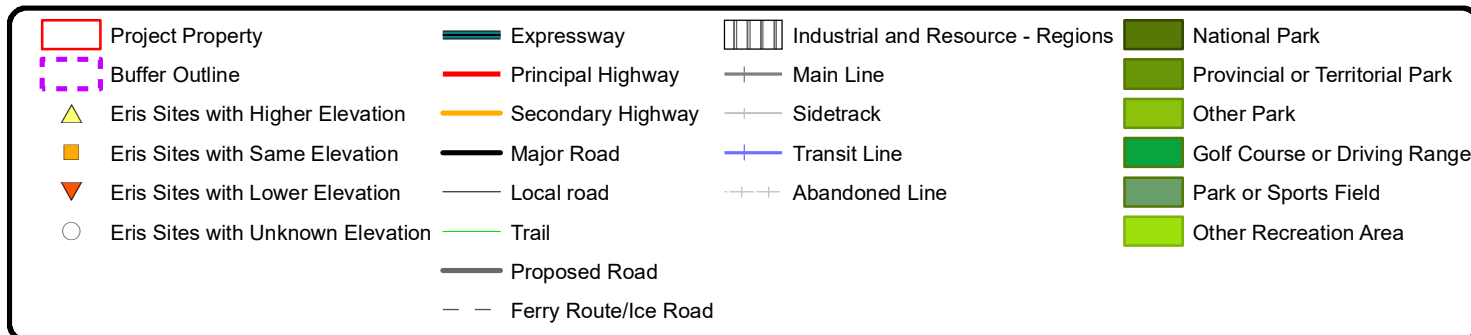 Project Property
Buffer Outline
Eris Sites with Higher Elevation
Eris Sites with Same Elevation
Eris Sites with Lower Elevation
Eris Sites with Unknown Elevation
Expressway
Principal Highway
Secondary Highway
Major Road
Local road
Trail
Proposed Road
Ferry Route/Ice Road
Industrial and Resource - Regions
Main Line
Sidetrack
Transit Line
Abandoned Line
National Park
Provincial or Territorial Park
Other Park
Golf Course or Driving Range
Park or Sports Field
Other Recreation Area